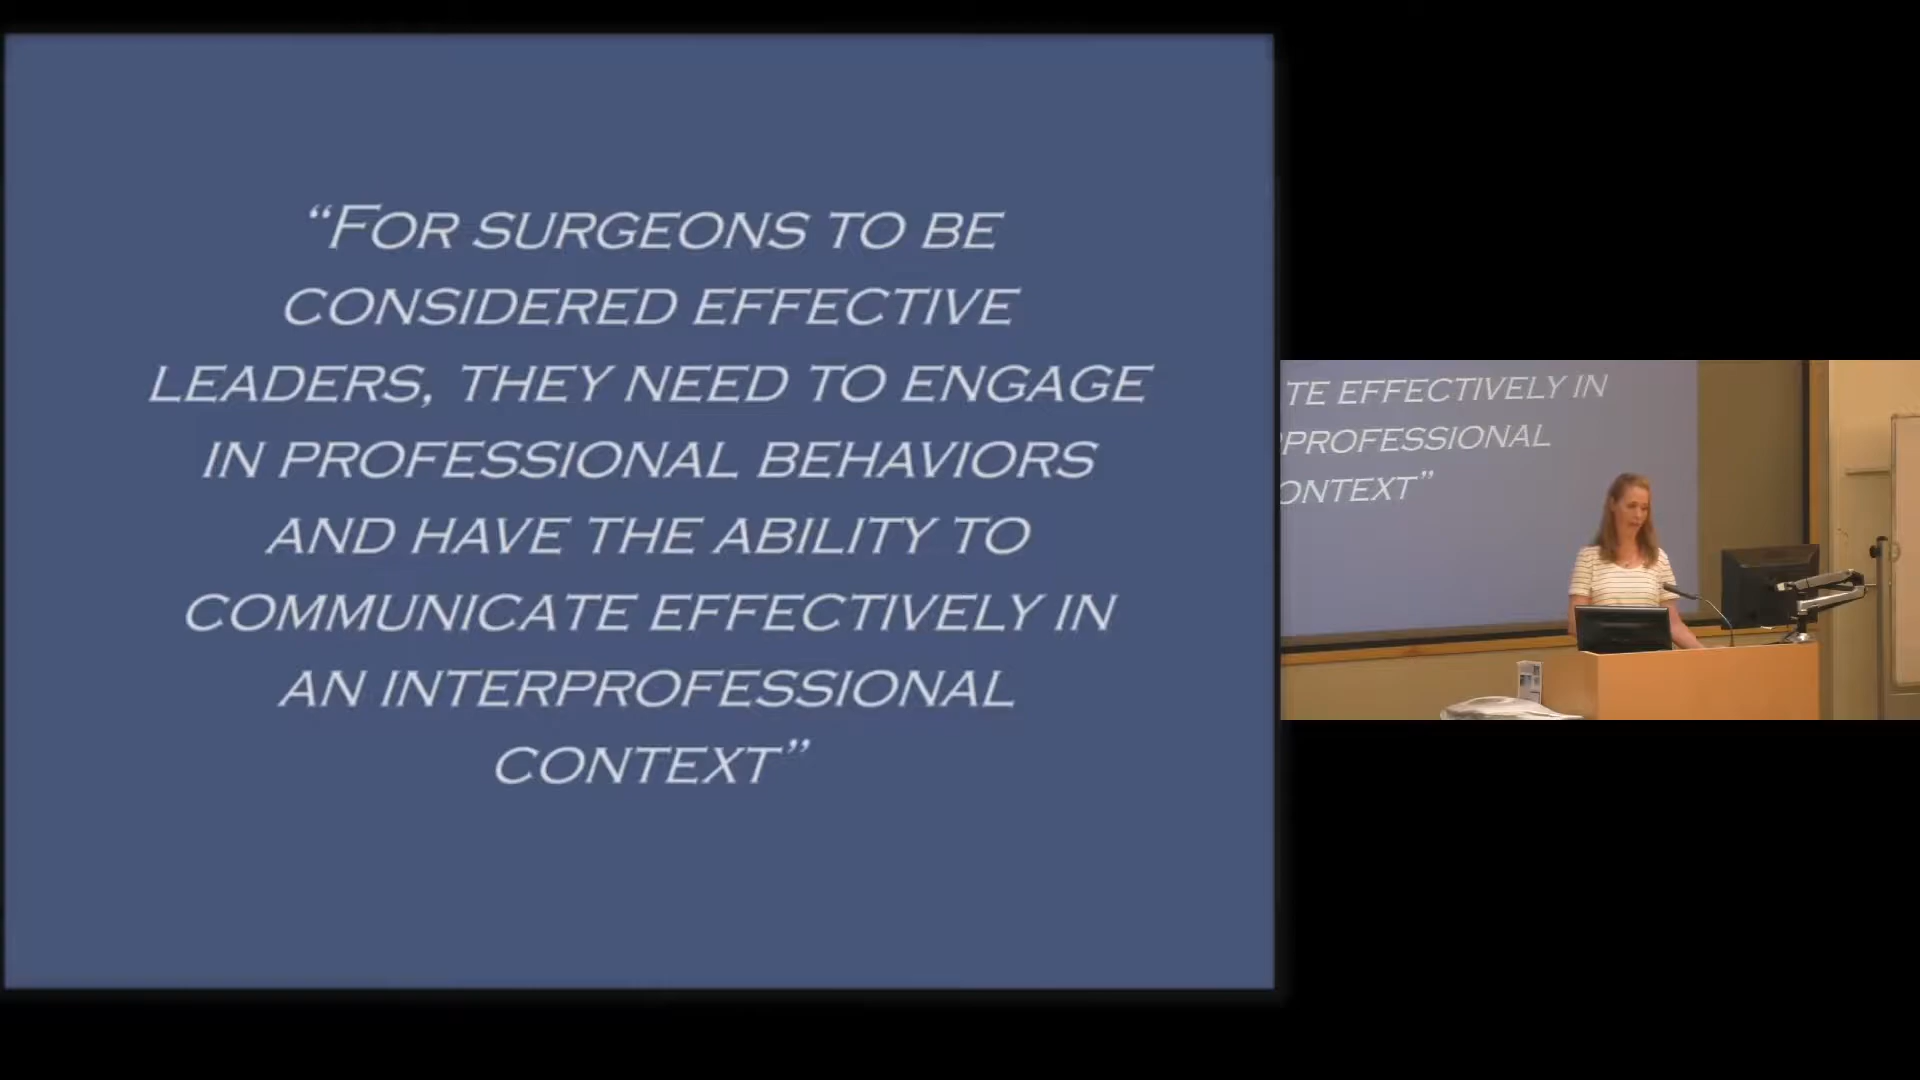 “FOR SURGEONS TO BE
CONSIDERED EFFECTIVE
LEADERS, THEY NEED TO ENGAGE
IN PROFESSIONAL BEHAVIORS
AND HAVE THE ABILITY TO
COMMUNICATE EFFECTIVELY IN
AN INTERPROFESSIONAL
CONTEXT”
TE EFFECTIVELY IN
PROFESSIONAL
ONTEXT”